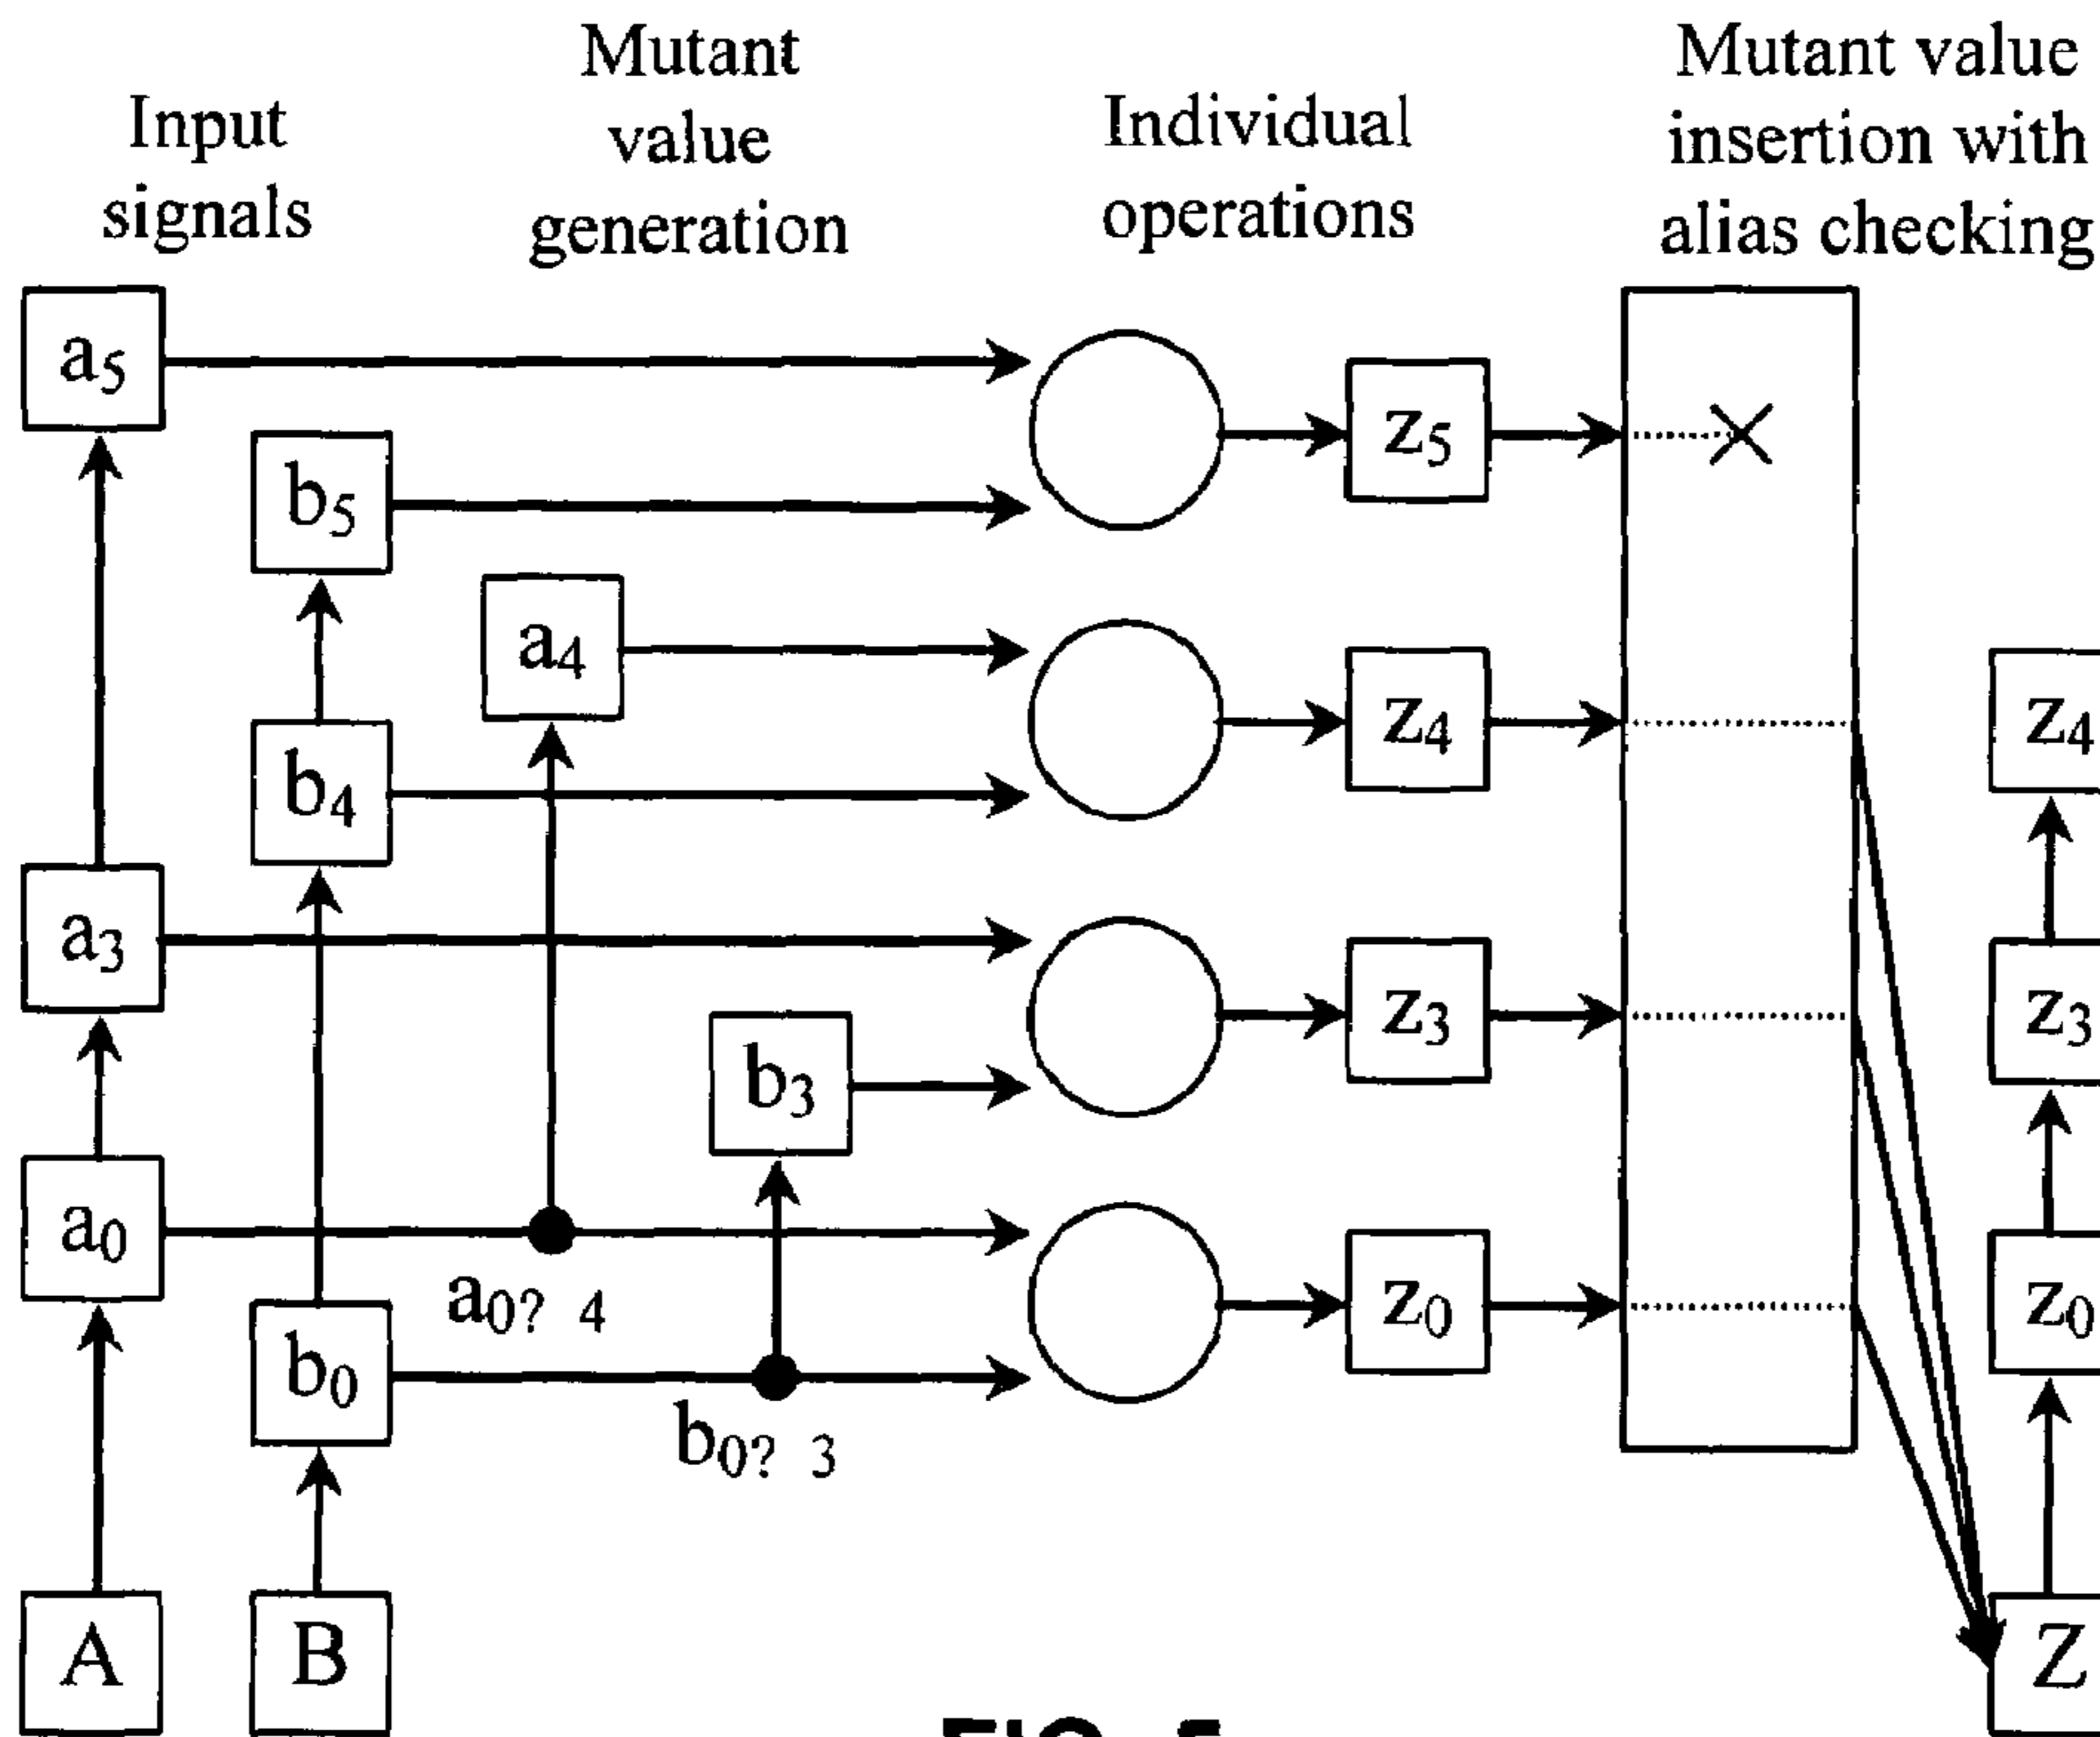 Input
signals
Mutant
value
generation
Individual
operations
Mutant value
insertion with
alias checking
a5
b5
z5
a4
z4
z4
b4
a3
z3
z3
b3
a0
z0
z0
a0? 4
b0
b0? 3
A
B
Z